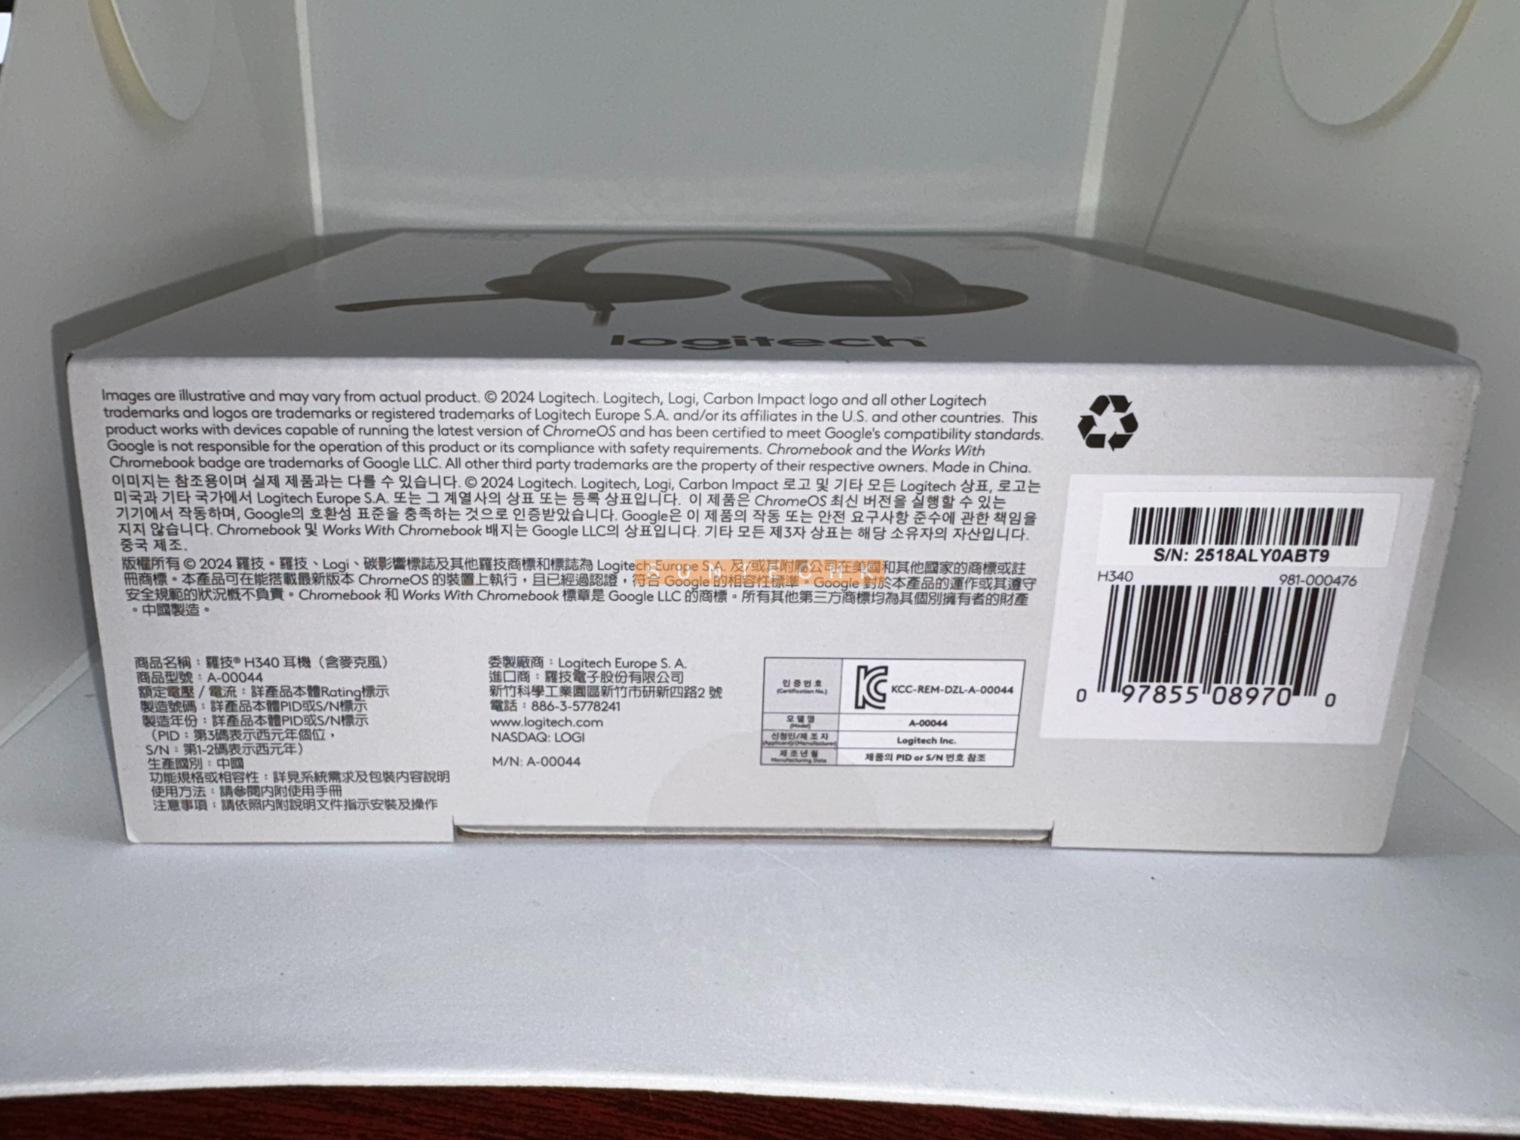 logitech
Images are illustrative and may vary from actual product. © 2024 Logitech. Logitech, Logi, Carbon Impact logo and all other Logitech
trademarks and logos are trademarks or registered trademarks of Logitech Europe S.A. and/or its affiliates in the U.S. and other countries. This
product works with devices capable of running the latest version of ChromeOS and has been certified to meet Google's compatibility standards.
Google is not responsible for the operation of this product or its compliance with safety requirements. Chromebook and the Works With
Chromebook badge are trademarks of Google LLC. All other third party trademarks are the property of their respective owners. Made in China.
이미지는 참조용이며 실제 제품과는 다를 수 있습니다. © 2024 Logitech. Logitech, Logi, Carbon Impact 로고 및 기타 모든 Logitech 상표, 로고는
미국과 기타 국가에서 Logitech Europe S.A. 또는 그 계열사의 상표 또는 등록 상표입니다. 이 제품은 ChromeOS 최신 버전을 실행할 수 있는
기기에서 작동하며, Google의 호환성 표준을 충족하는 것으로 인증받았습니다. Google은 이 제품의 작동 또는 안전 요구사항 준수에 관한 책임을
지지 않습니다. Chromebook 및 Works With Chromebook 배지는 Google LLC의 상표입니다. 기타 모든 제3자 상표는 해당 소유자의 자산입니다.
중국 제조.
版權所有 © 2024 羅技。羅技、Logi、碳影響標誌及其他羅技商標和標誌為 Logitech Europe S.A. 及/或其附屬公司在美國和其他國家的商標或註
冊商標。本產品可在能搭載最新版本 ChromeOS 的裝置上執行，且已經過認證，符合 Google 的相容性標準。Google 對於本產品的運作或其遵守
安全規範的狀況概不負責。Chromebook 和 Works With Chromebook 標章是 Google LLC 的商標。所有其他第三方商標均為其個別擁有者的財產
。中國製造。
商品名稱：羅技® H340 耳機（含麥克風）
商品型號：A-00044
額定電壓 / 電流：詳產品本體Rating標示
製造號碼：詳產品本體PID或S/N標示
製造年份：詳產品本體PID或S/N標示
（PID：第3碼表示西元年個位，
S/N：第1-2碼表示西元年）
生產國別：中國
功能規格或相容性：詳見系統需求及包裝內容說明
使用方法：請參閱內附使用手冊
注意事項：請依照內附說明文件指示安裝及操作
委製廠商：Logitech Europe S. A.
進口商：羅技電子股份有限公司
新竹科學工業園區新竹市研新四路2 號
電話：886-3-5778241
www.logitech.com
NASDAQ: LOGI
M/N: A-00044
인 증 번 호
(Certification No.)
KCC-REM-DZL-A-00044
모 델 명
(Model)
A-00044
신청인/제 조 자
(Applicant)/(Manufacturer)
Logitech Inc.
제 조 년 월
Manufacturing Date
제품의 PID or S/N 번호 참조
S/N: 2518ALY0ABT9
H340 981-000476
0 97855 08970 0